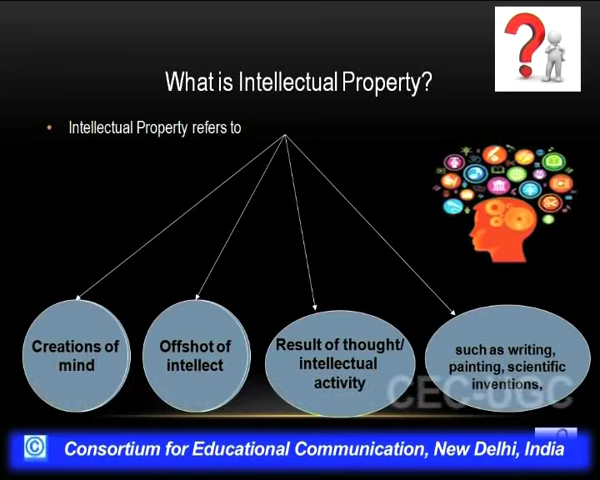 What is Intellectual Property?
• Intellectual Property refers to
Creations of
mind
Offshot of
intellect
Result of thought/
intellectual
activity
such as writing,
painting, scientific
inventions,
CEC-UGC
© Consortium for Educational Communication, New Delhi, India